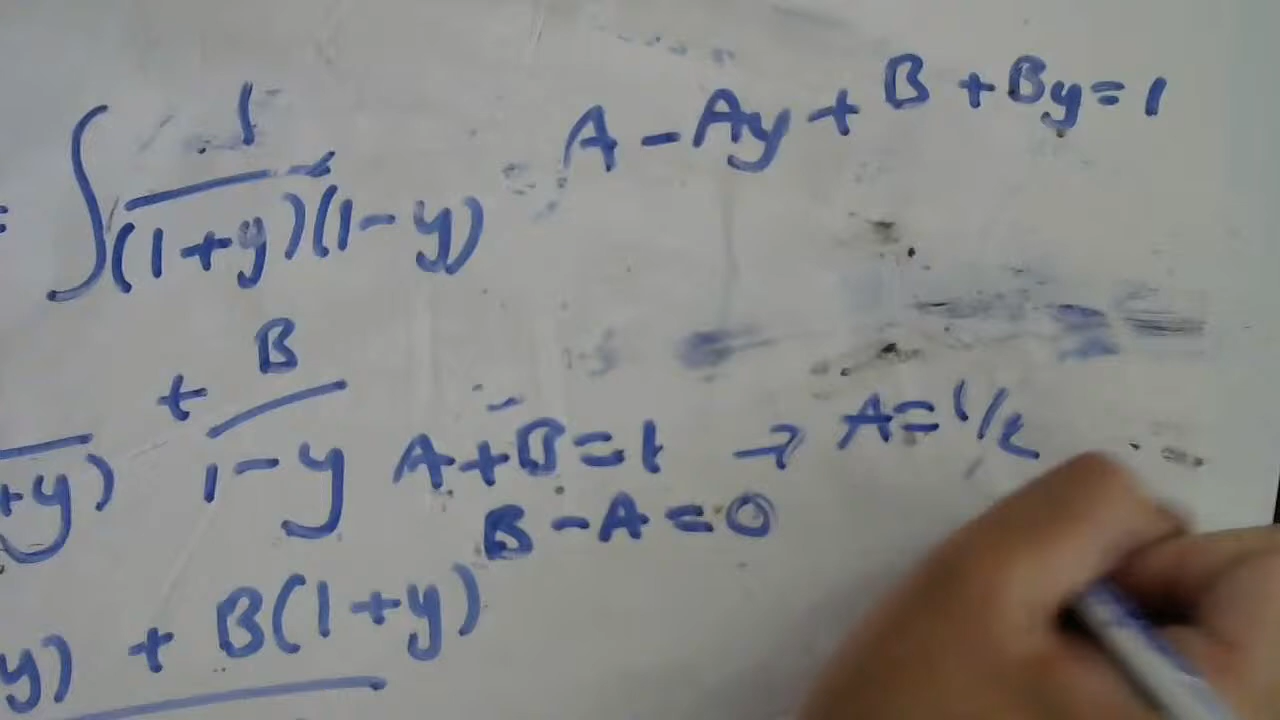 = ∫ 1/((1+y)(1-y)) = A - Ay + B + By = 1
+y) + B/(1-y)
A+B=1 → A=1/2
B-A=0
y) + B(1+y)